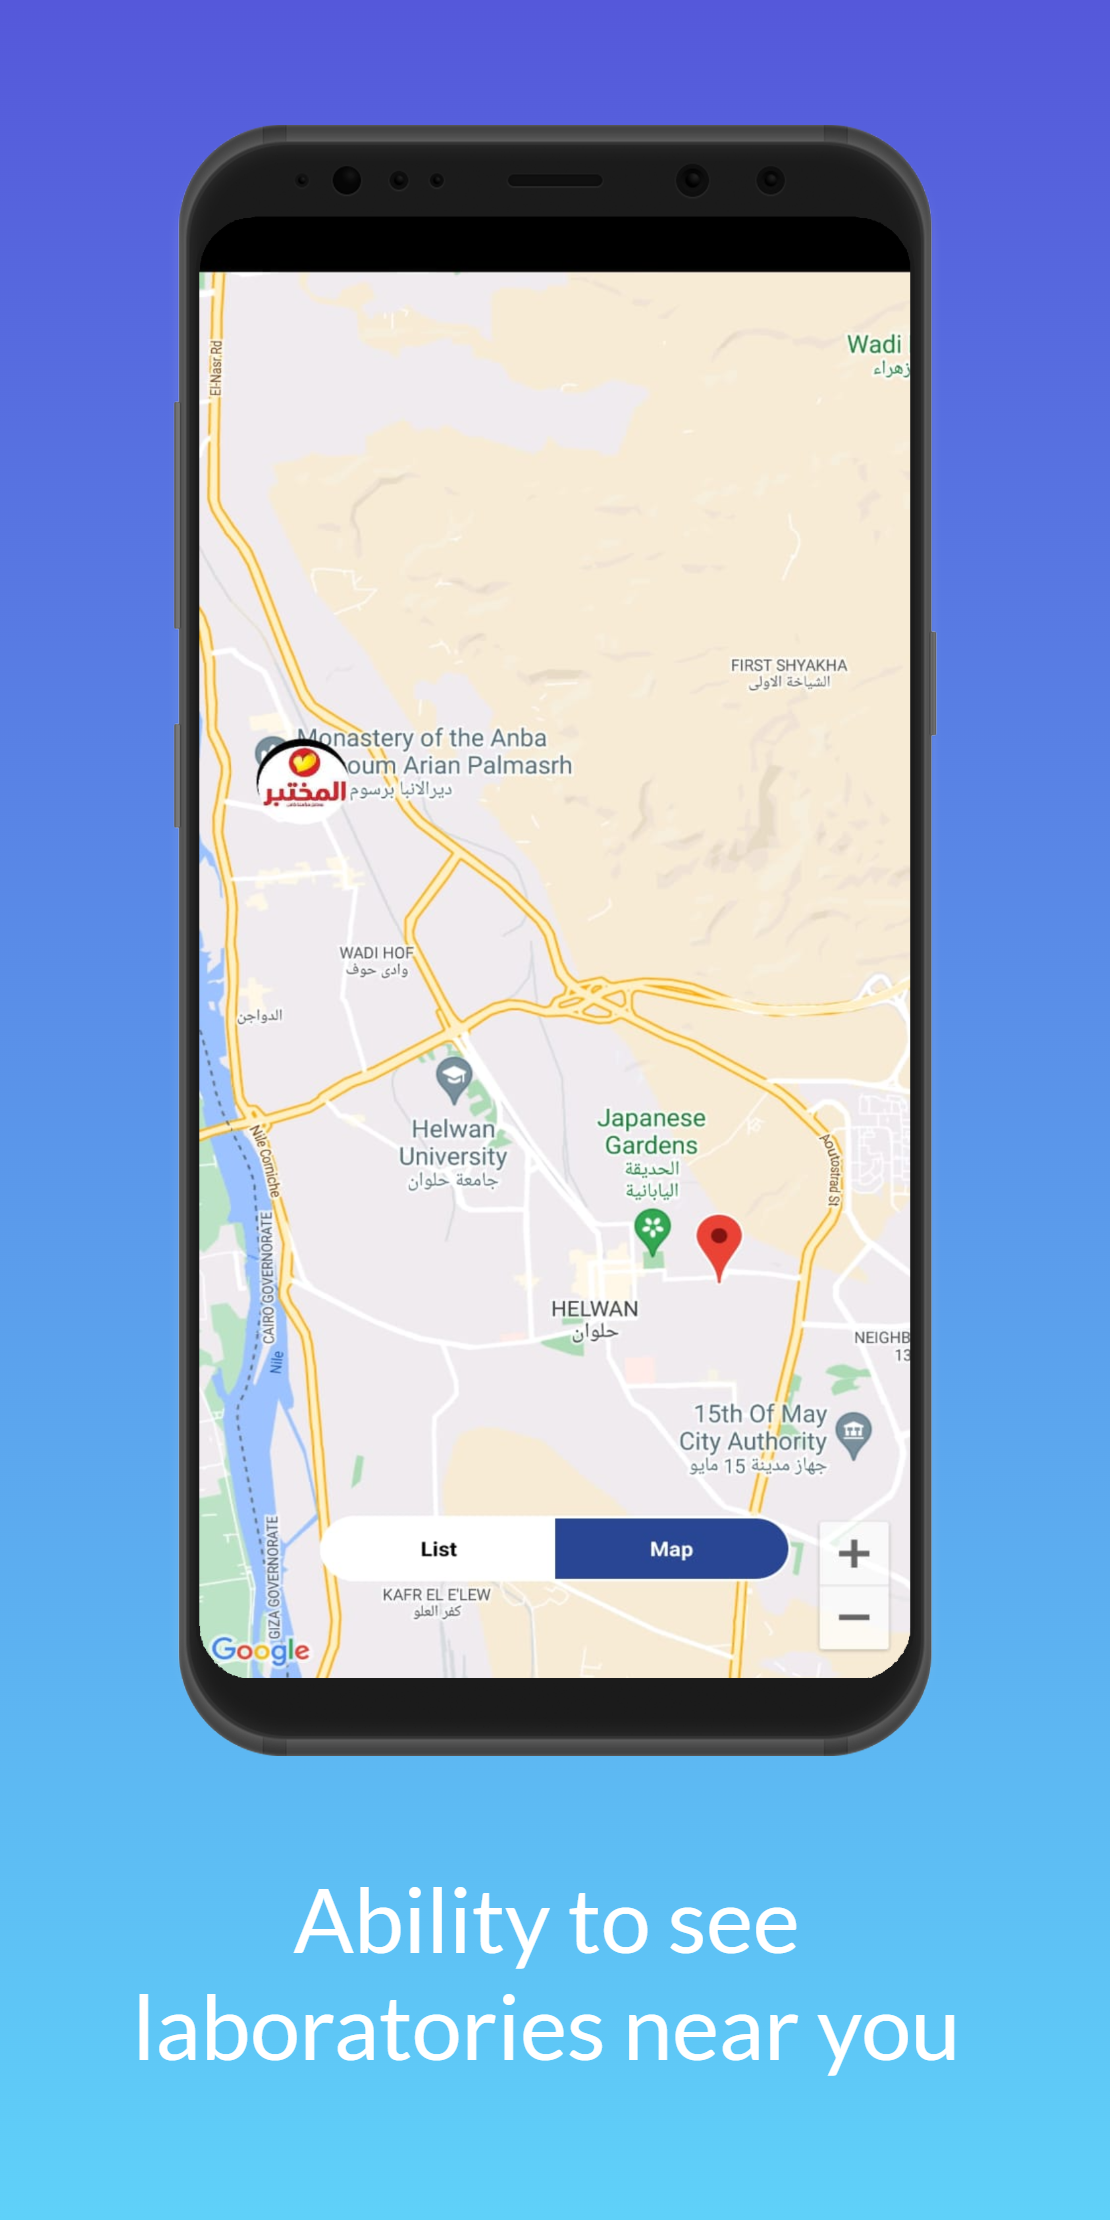 El-Nasr.Rd
Wadi
زهراء
FIRST SHYAKHA
الشياخة الاولى
Monastery of the Anba
oum Arian Palmasrh
ديرالانبا برسوم
المختبر
WADI HOF
وادى حوف
الدواجن
Helwan
University
جامعة حلوان
Japanese
Gardens
الحديقة
اليابانية
Nile Corniche
Aoutostrad St
CAIRO GOVERNORATE
Nile
HELWAN
حلوان
NEIGHB
13
15th Of May
City Authority
جهاز مدينة 15 مايو
List
Map
+
−
KAFR EL E'LEW
كفر العلو
GIZA GOVERNORATE
Google
Ability to see
laboratories near you